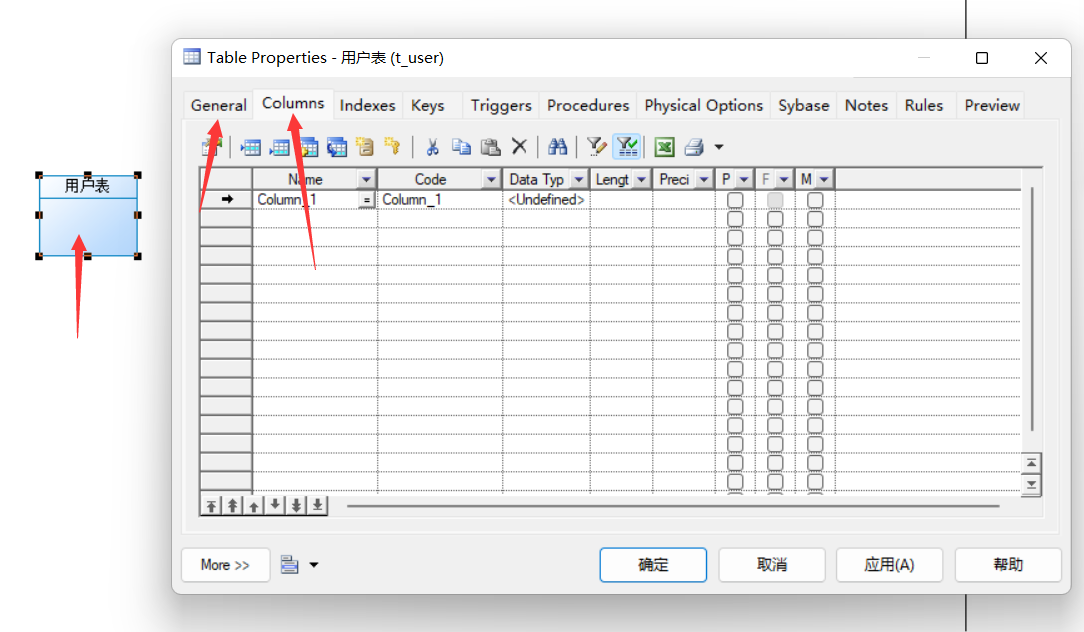 Table Properties - 用户表 (t_user)
General Columns Indexes Keys Triggers Procedures Physical Options Sybase Notes Rules Preview
用户表
Name Code Data Typ Lengt Preci P F M
Column_1 = Column_1 <Undefined>
More >> 确定 取消 应用(A) 帮助